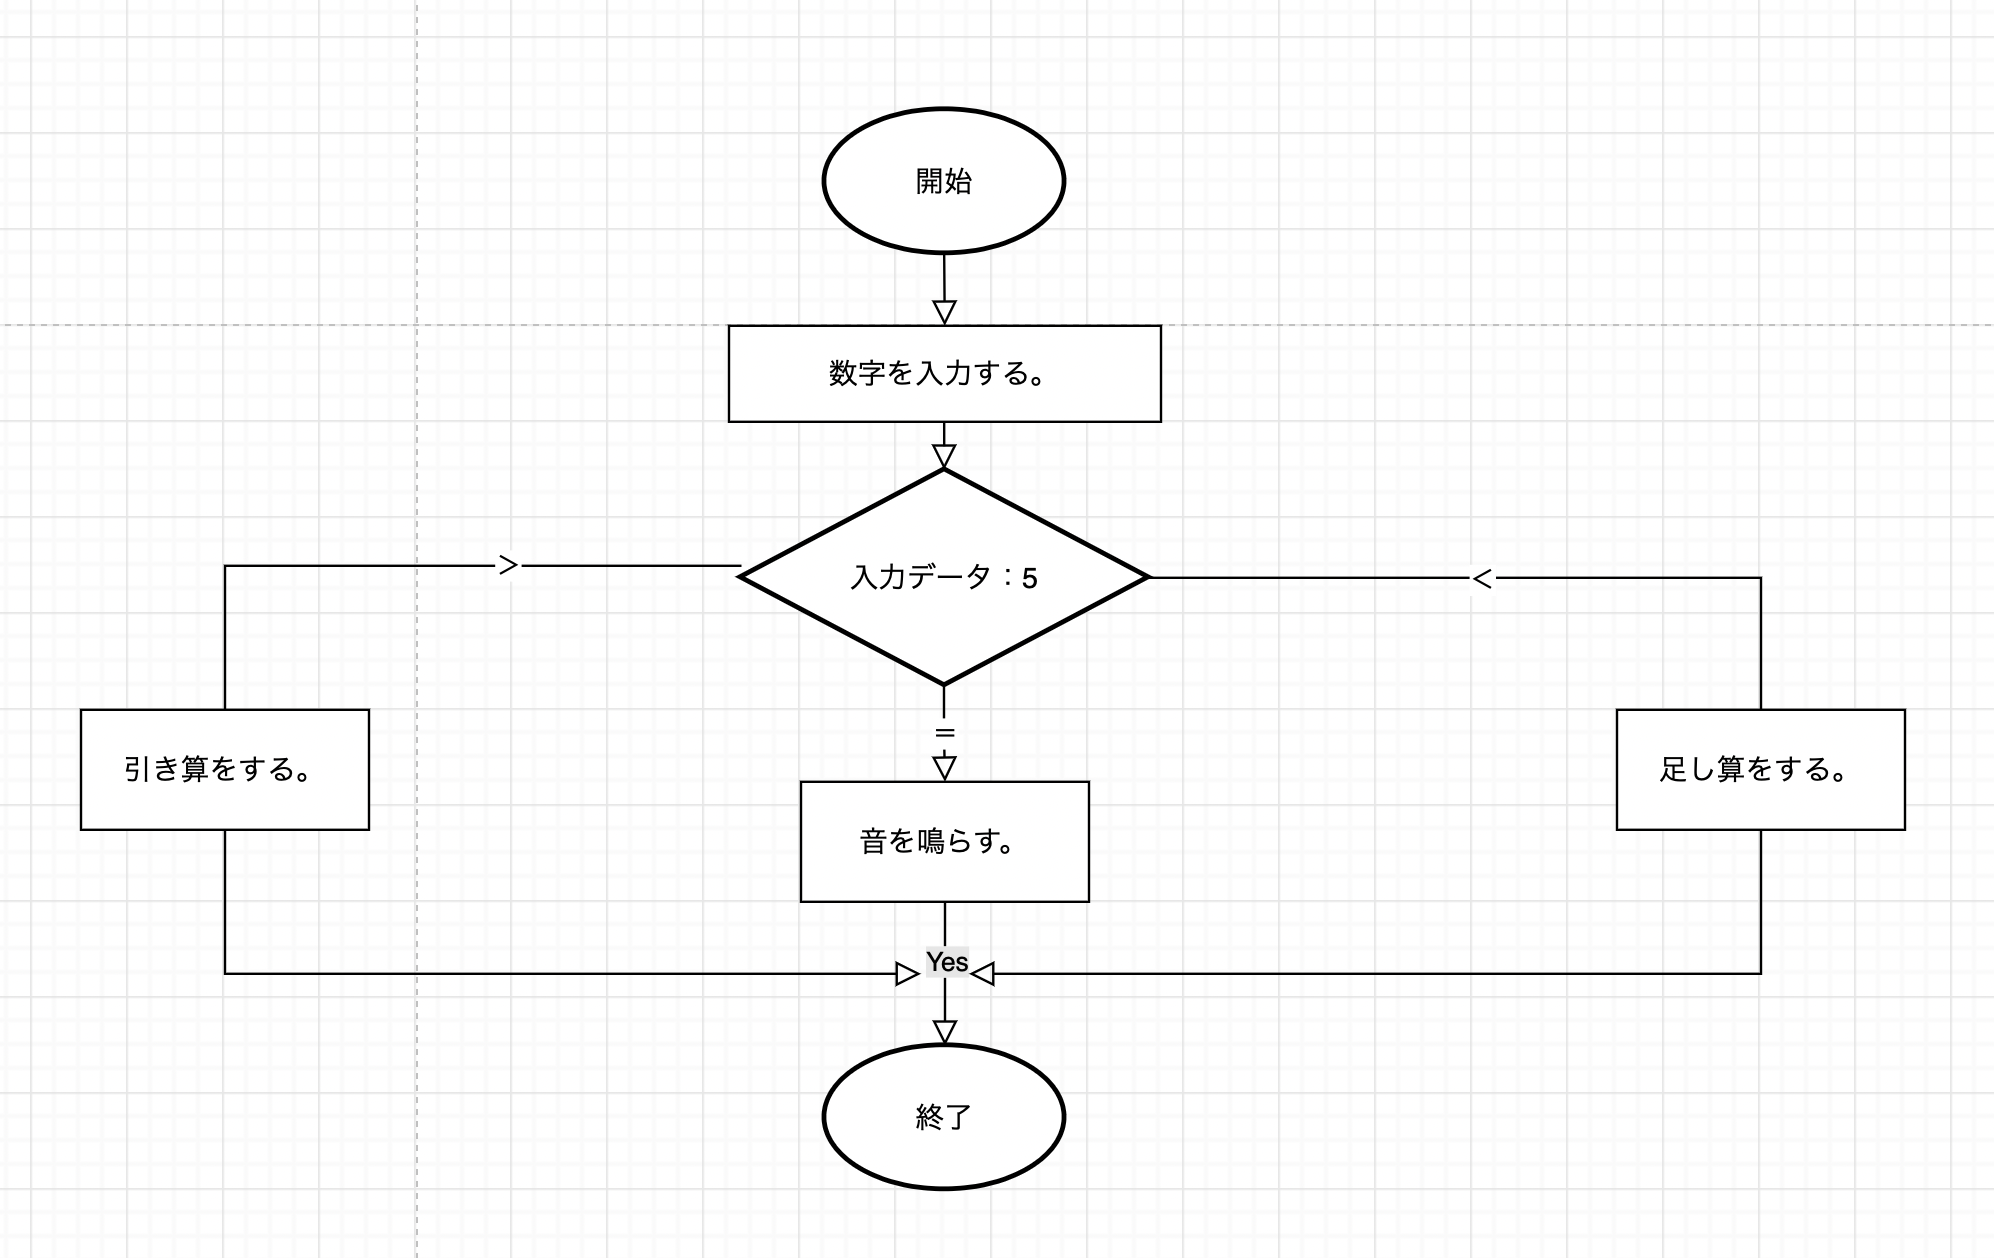 開始
数字を入力する。
>
入力データ：5
<
=
引き算をする。
足し算をする。
音を鳴らす。
Yes
終了